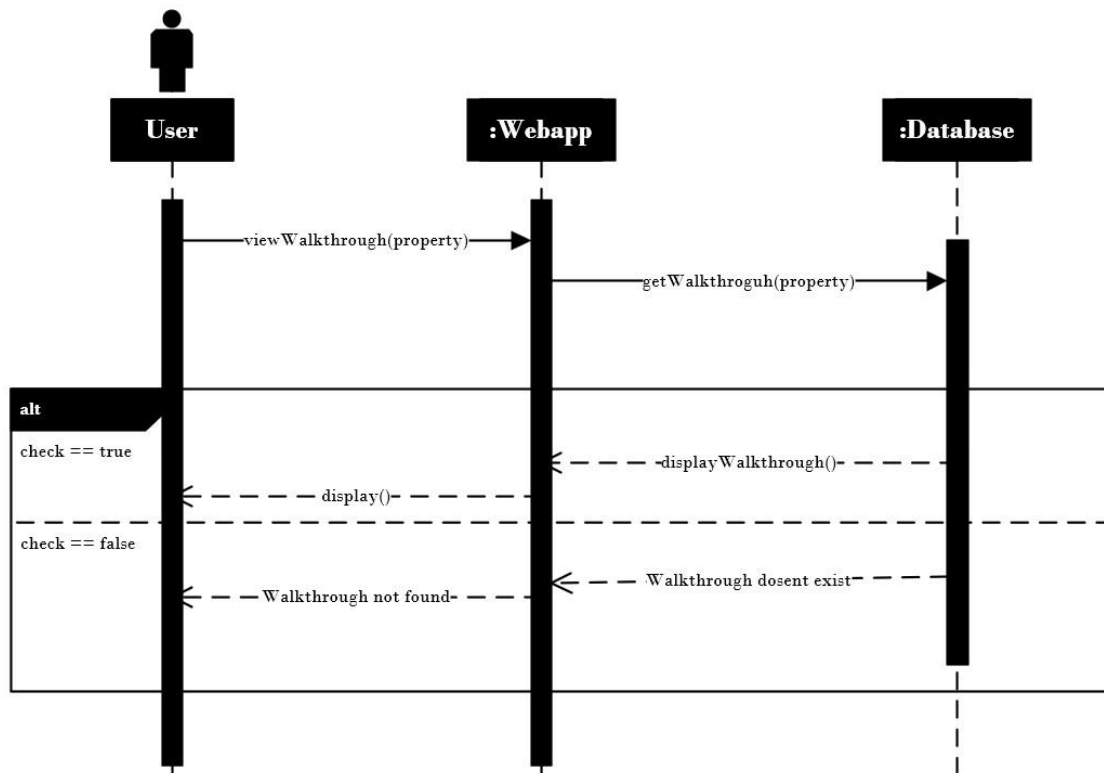 User
:Webapp
:Database
viewWalkthrough(property)
getWalkthroguh(property)
alt
check == true
displayWalkthrough()
display()
check == false
Walkthrough dosent exist
Walkthrough not found